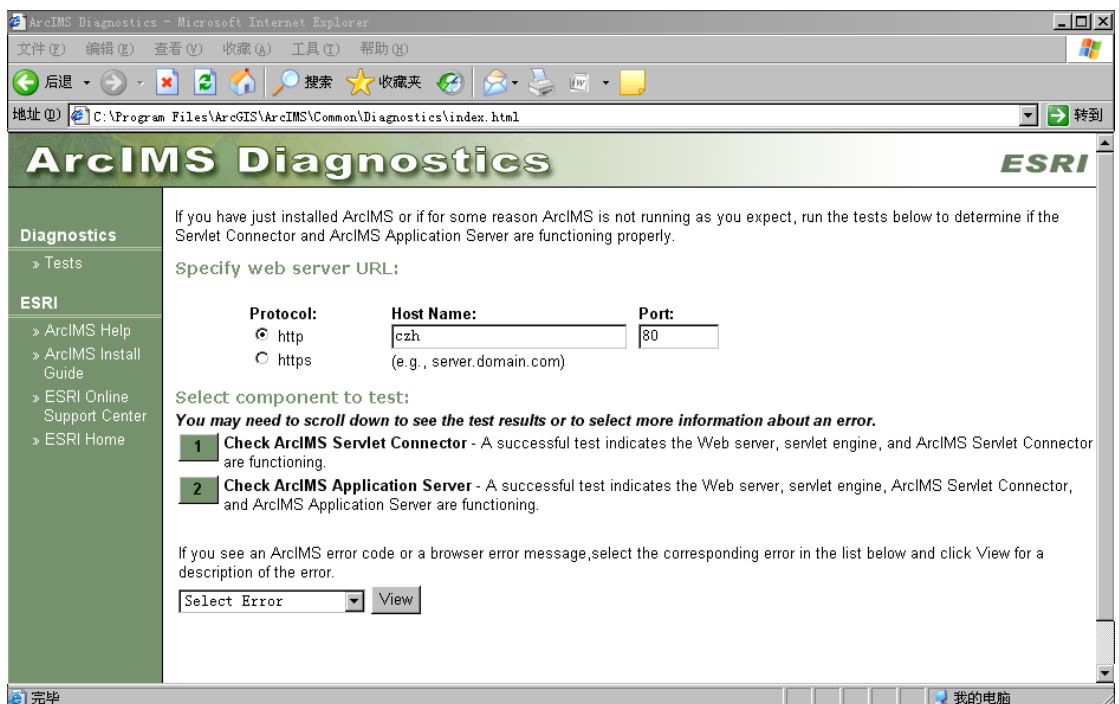 ArcIMS Diagnostics - Microsoft Internet Explorer
文件(F) 编辑(E) 查看(V) 收藏(A) 工具(T) 帮助(H)
后退 搜索 收藏夹
地址(D) C:\Program Files\ArcGIS\ArcIMS\Common\Diagnostics\index.html 转到
ArcIMS Diagnostics ESRI
Diagnostics
» Tests
ESRI
» ArcIMS Help
» ArcIMS Install
Guide
» ESRI Online
Support Center
» ESRI Home
If you have just installed ArcIMS or if for some reason ArcIMS is not running as you expect, run the tests below to determine if the
Servlet Connector and ArcIMS Application Server are functioning properly.
Specify web server URL:
Protocol: Host Name: Port:
http czh 80
https (e.g., server.domain.com)
Select component to test:
You may need to scroll down to see the test results or to select more information about an error.
1 Check ArcIMS Servlet Connector - A successful test indicates the Web server, servlet engine, and ArcIMS Servlet Connector
are functioning.
2 Check ArcIMS Application Server - A successful test indicates the Web server, servlet engine, ArcIMS Servlet Connector,
and ArcIMS Application Server are functioning.
If you see an ArcIMS error code or a browser error message,select the corresponding error in the list below and click View for a
description of the error.
Select Error View
完毕 我的电脑